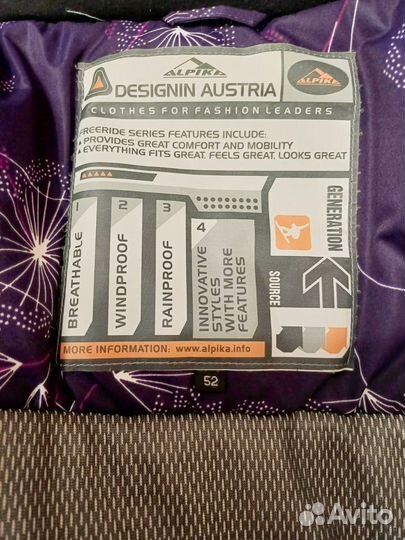 ALPIKA
DESIGNIN AUSTRIA
ALPIKA
CLOTHES FOR FASHION LEADERS
FREERIDE SERIES FEATURES INCLUDE:
PROVIDES GREAT COMFORT AND MOBILITY
EVERYTHING FITS GREAT, FEELS GREAT, LOOKS GREAT
1 BREATHABLE
2 WINDPROOF
3 RAINPROOF
4
INNOVATIVE
STYLES
WITH MORE
FEATURES
GENERATION
SOURCE
MORE INFORMATION: www.alpika.info
52
Avito